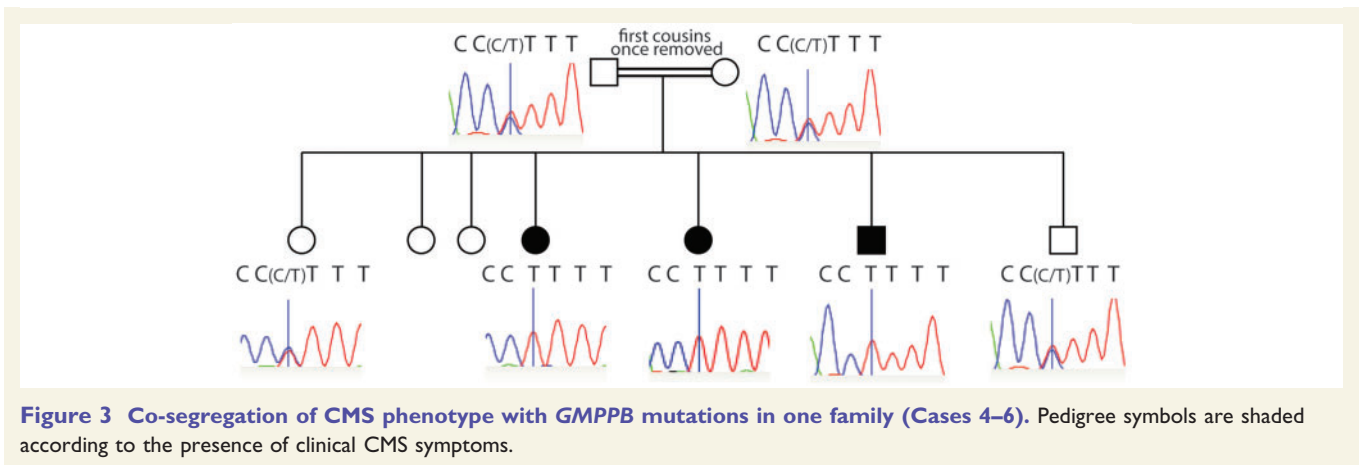 C C(C/T)T T T
first cousins
once removed
C C(C/T)T T T
C C(C/T)T T T
C C T T T T
C C T T T T
C C T T T T
C C(C/T)TT T
Figure 3 Co-segregation of CMS phenotype with GMPPB mutations in one family (Cases 4–6). Pedigree symbols are shaded
according to the presence of clinical CMS symptoms.